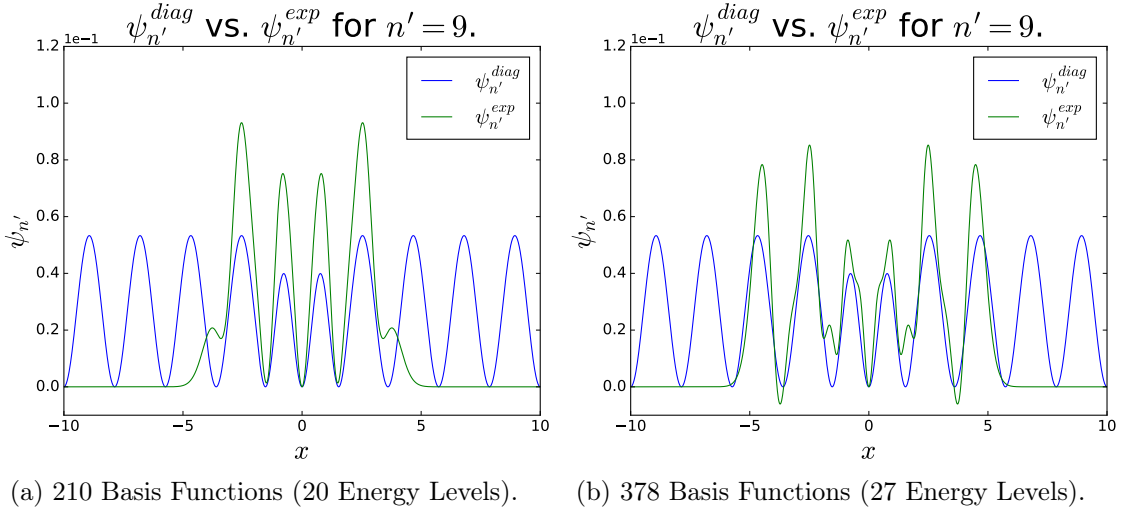 ψ_{n'}^{diag} vs. ψ_{n'}^{exp} for n' = 9.
1e−1
1.2
1.0
0.8
0.6
0.4
0.2
0.0
ψ_{n'}
−10
−5
0
5
10
x
ψ_{n'}^{diag}
ψ_{n'}^{exp}
(a) 210 Basis Functions (20 Energy Levels).
ψ_{n'}^{diag} vs. ψ_{n'}^{exp} for n' = 9.
1e−1
1.2
1.0
0.8
0.6
0.4
0.2
0.0
ψ_{n'}
−10
−5
0
5
10
x
ψ_{n'}^{diag}
ψ_{n'}^{exp}
(b) 378 Basis Functions (27 Energy Levels).